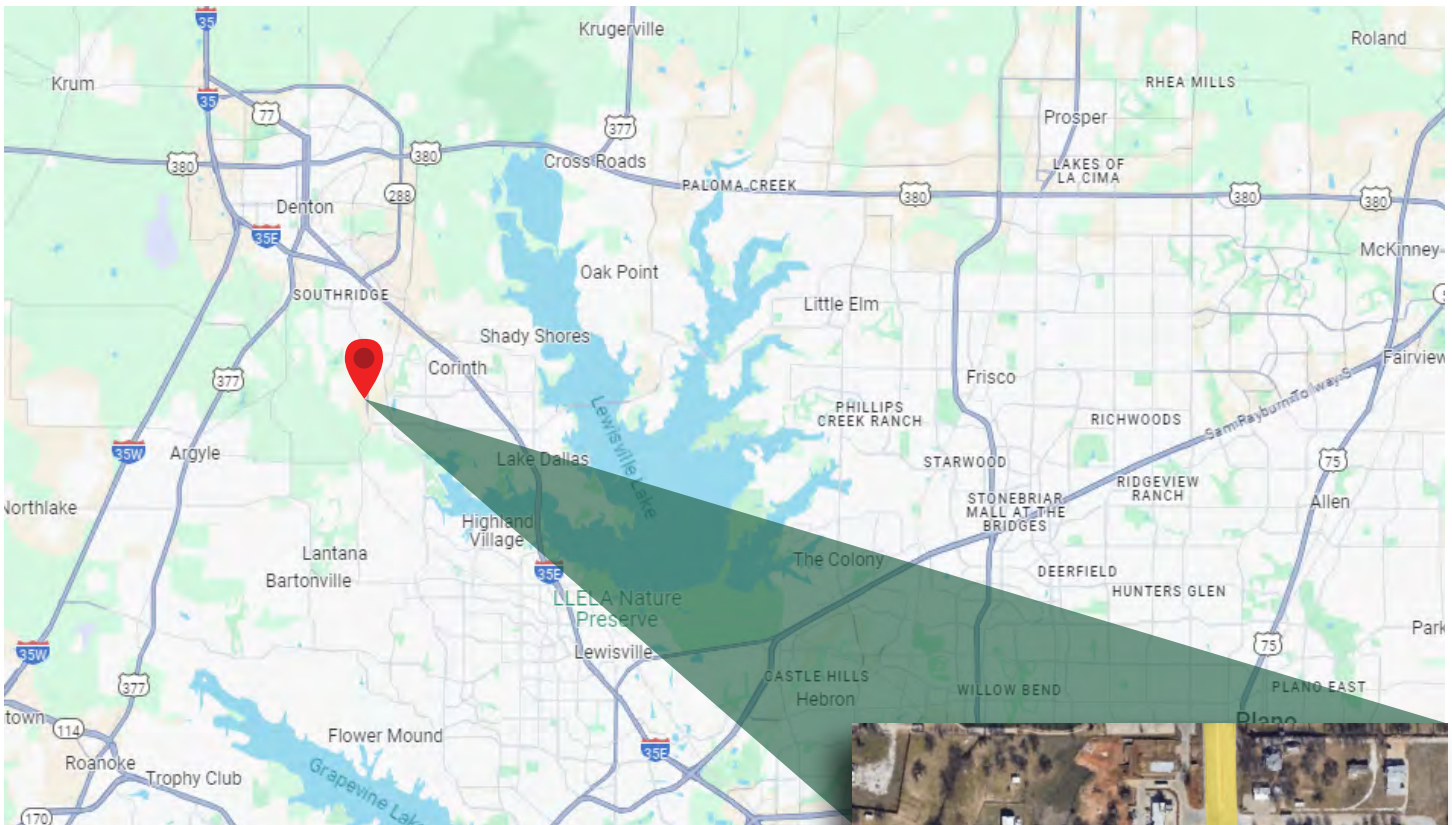 35
Krugerville
Roland
Krum
RHEA MILLS
35
77
377
Prosper
380
380
Cross Roads
LAKES OF
LA CIMA
PALOMA CREEK
288
380
380
380
Denton
35E
McKinney
Oak Point
SOUTHRIDGE
Little Elm
Shady Shores
Corinth
Fairview
377
Frisco
Lewisville Lake
PHILLIPS
CREEK RANCH
RICHWOODS
Sam Rayburn Tollway S
35W
Argyle
Lake Dallas
STARWOOD
75
RIDGEVIEW
RANCH
Northlake
STONEBRIAR
MALL AT THE
BRIDGES
Allen
Highland
Village
Lantana
The Colony
Bartonville
35E
DEERFIELD
HUNTERS GLEN
LLELA Nature
Preserve
35W
Lewisville
75
377
CASTLE HILLS
Hebron
WILLOW BEND
PLANO EAST
114
Plano
Flower Mound
35E
Roanoke
Trophy Club
Grapevine Lake
170